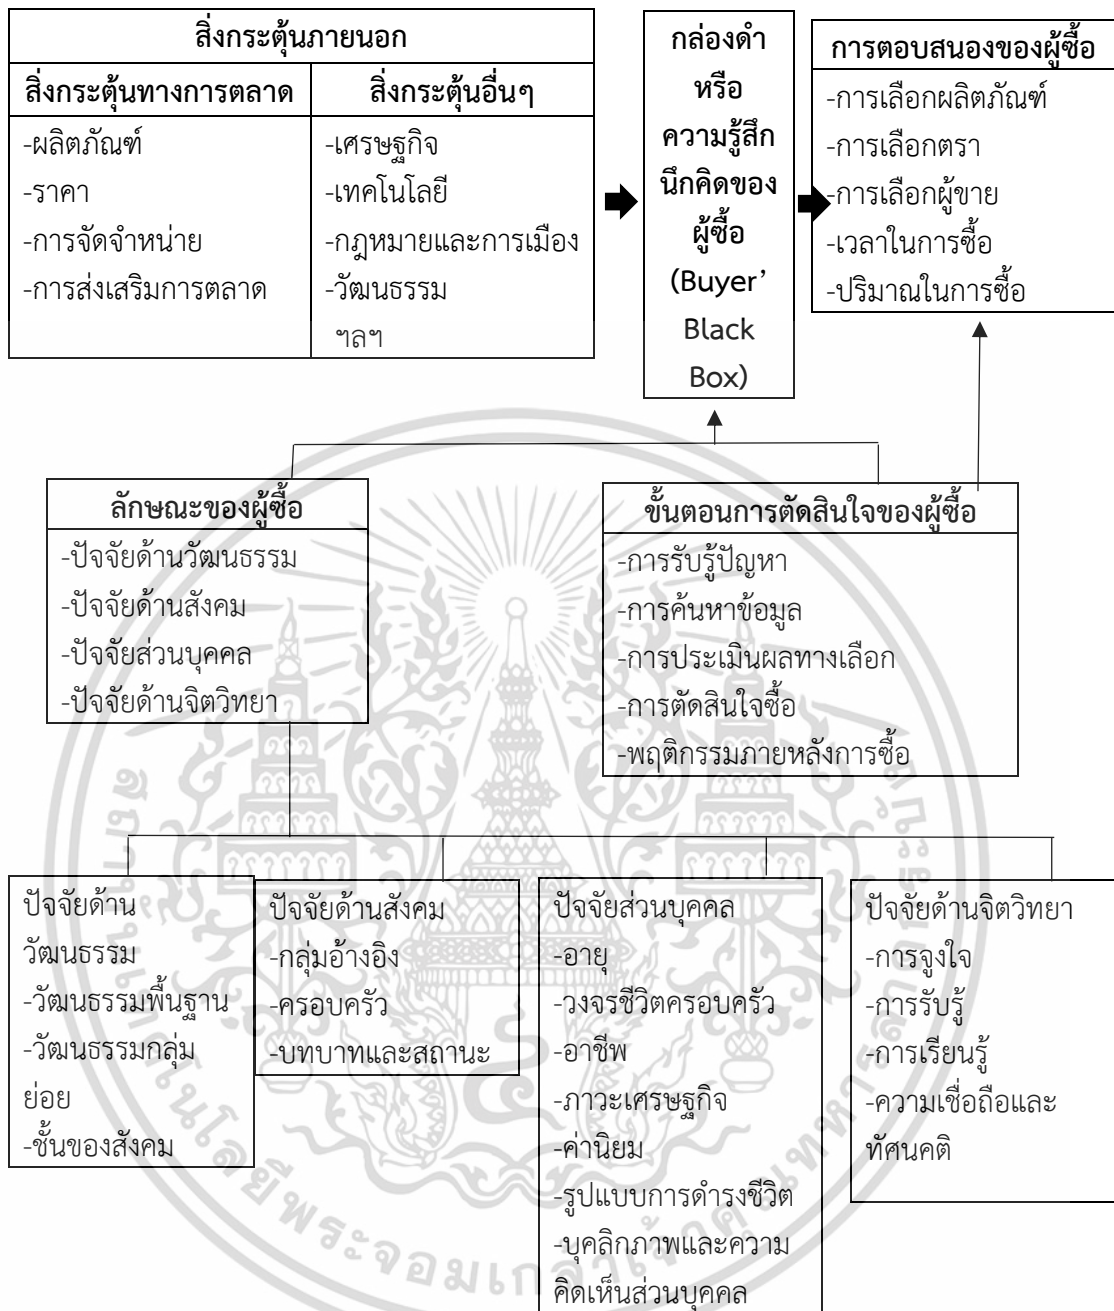 สิ่งกระตุ้นภายนอก
สิ่งกระตุ้นทางการตลาด
-ผลิตภัณฑ์
-ราคา
-การจัดจำหน่าย
-การส่งเสริมการตลาด
สิ่งกระตุ้นอื่นๆ
-เศรษฐกิจ
-เทคโนโลยี
-กฎหมายและการเมือง
-วัฒนธรรม
ฯลฯ
กล่องดำ
หรือ
ความรู้สึก
นึกคิดของ
ผู้ซื้อ
(Buyer’
Black
Box)
การตอบสนองของผู้ซื้อ
-การเลือกผลิตภัณฑ์
-การเลือกตรา
-การเลือกผู้ขาย
-เวลาในการซื้อ
-ปริมาณในการซื้อ
ลักษณะของผู้ซื้อ
-ปัจจัยด้านวัฒนธรรม
-ปัจจัยด้านสังคม
-ปัจจัยส่วนบุคคล
-ปัจจัยด้านจิตวิทยา
ขั้นตอนการตัดสินใจของผู้ซื้อ
-การรับรู้ปัญหา
-การค้นหาข้อมูล
-การประเมินผลทางเลือก
-การตัดสินใจซื้อ
-พฤติกรรมภายหลังการซื้อ
ปัจจัยด้าน
วัฒนธรรม
-วัฒนธรรมพื้นฐาน
-วัฒนธรรมกลุ่ม
ย่อย
-ชั้นของสังคม
ปัจจัยด้านสังคม
-กลุ่มอ้างอิง
-ครอบครัว
-บทบาทและสถานะ
ปัจจัยส่วนบุคคล
-อายุ
-วงจรชีวิตครอบครัว
-อาชีพ
-ภาวะเศรษฐกิจ
-ค่านิยม
-รูปแบบการดำรงชีวิต
-บุคลิกภาพและความ
คิดเห็นส่วนบุคคล
ปัจจัยด้านจิตวิทยา
-การจูงใจ
-การรับรู้
-การเรียนรู้
-ความเชื่อถือและ
ทัศนคติ